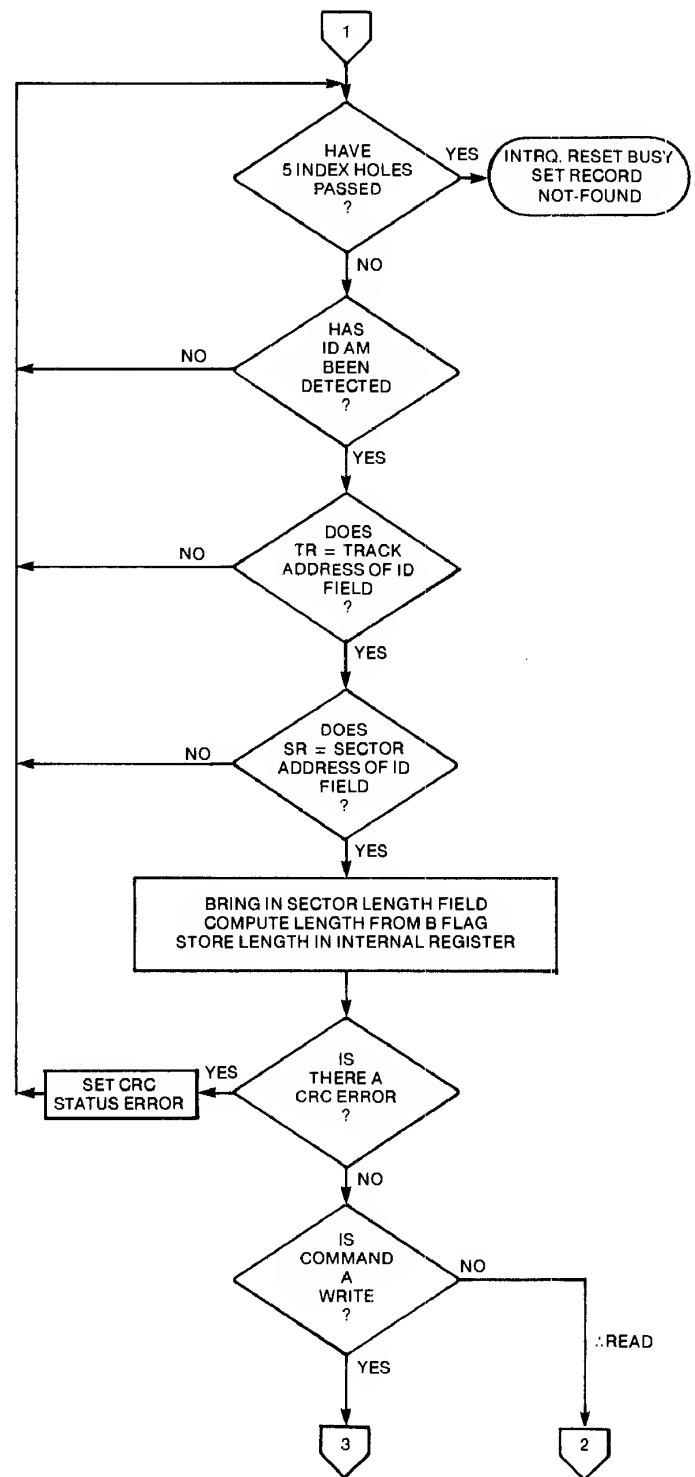 1
HAVE
5 INDEX HOLES
PASSED
?
YES
INTRQ. RESET BUSY
SET RECORD
NOT-FOUND
NO
HAS
ID AM
BEEN
DETECTED
?
NO
YES
DOES
TR = TRACK
ADDRESS OF ID
FIELD
?
NO
YES
DOES
SR = SECTOR
ADDRESS OF ID
FIELD
?
NO
YES
BRING IN SECTOR LENGTH FIELD
COMPUTE LENGTH FROM B FLAG
STORE LENGTH IN INTERNAL REGISTER
IS
THERE A
CRC ERROR
?
YES
SET CRC
STATUS ERROR
NO
IS
COMMAND
A
WRITE
?
NO
∴READ
YES
3
2